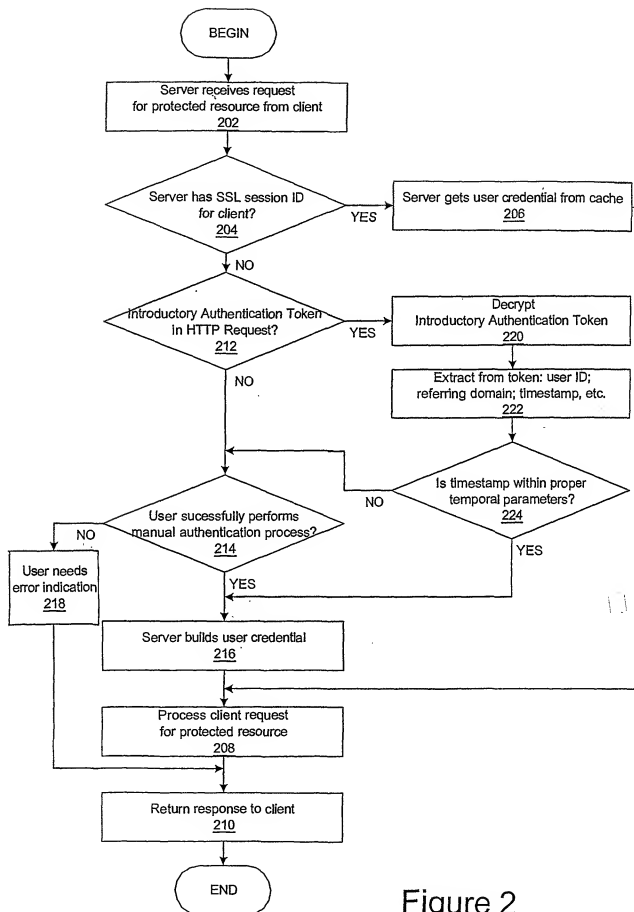 BEGIN
Server receives request
for protected resource from client
202
Server has SSL session ID
for client?
204
YES
Server gets user credential from cache
206
NO
Introductory Authentication Token
in HTTP Request?
212
YES
Decrypt
Introductory Authentication Token
220
NO
Extract from token: user ID;
referring domain; timestamp, etc.
222
Is timestamp within proper
temporal parameters?
224
NO
YES
User sucessfully performs
manual authentication process?
214
NO
YES
User needs
error indication
218
Server builds user credential
216
Process client request
for protected resource
208
Return response to client
210
END
Figure 2